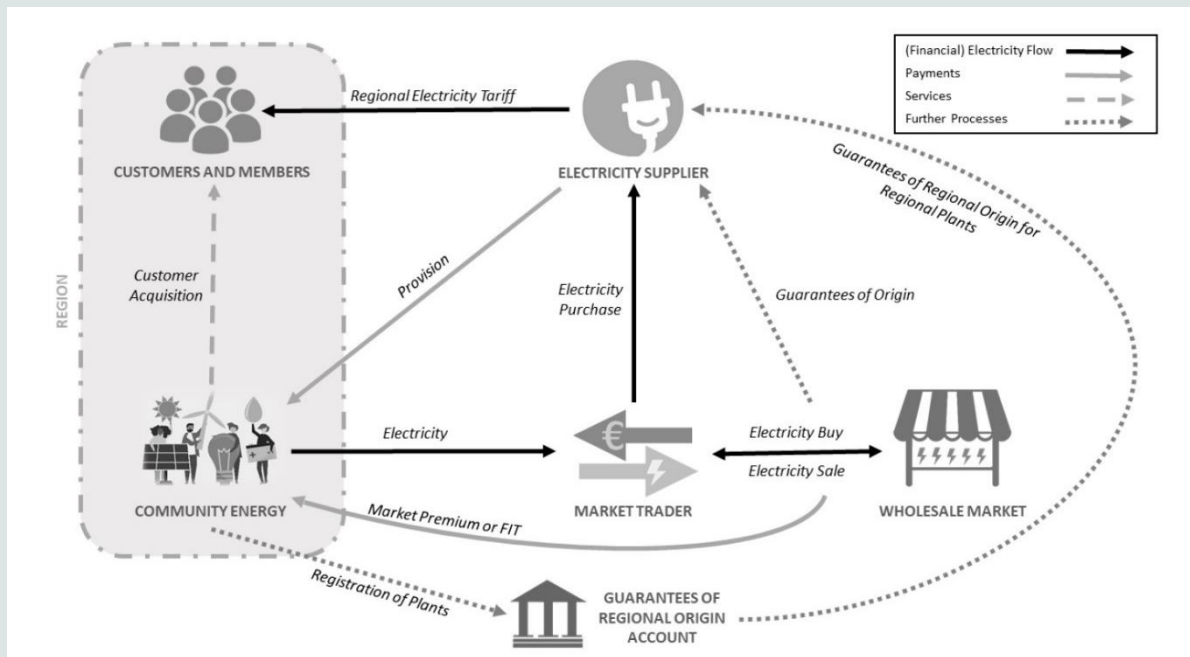 (Financial) Electricity Flow
Payments
Services
Further Processes
Regional Electricity Tariff
CUSTOMERS AND MEMBERS
ELECTRICITY SUPPLIER
Guarantees of Regional Origin for
Regional Plants
REGION
Customer
Acquisition
Provision
Electricity
Purchase
Guarantees of Origin
Electricity
€
Electricity Buy
Electricity Sale
COMMUNITY ENERGY
MARKET TRADER
WHOLESALE MARKET
Market Premium or FIT
Registration of Plants
GUARANTEES OF
REGIONAL ORIGIN
ACCOUNT